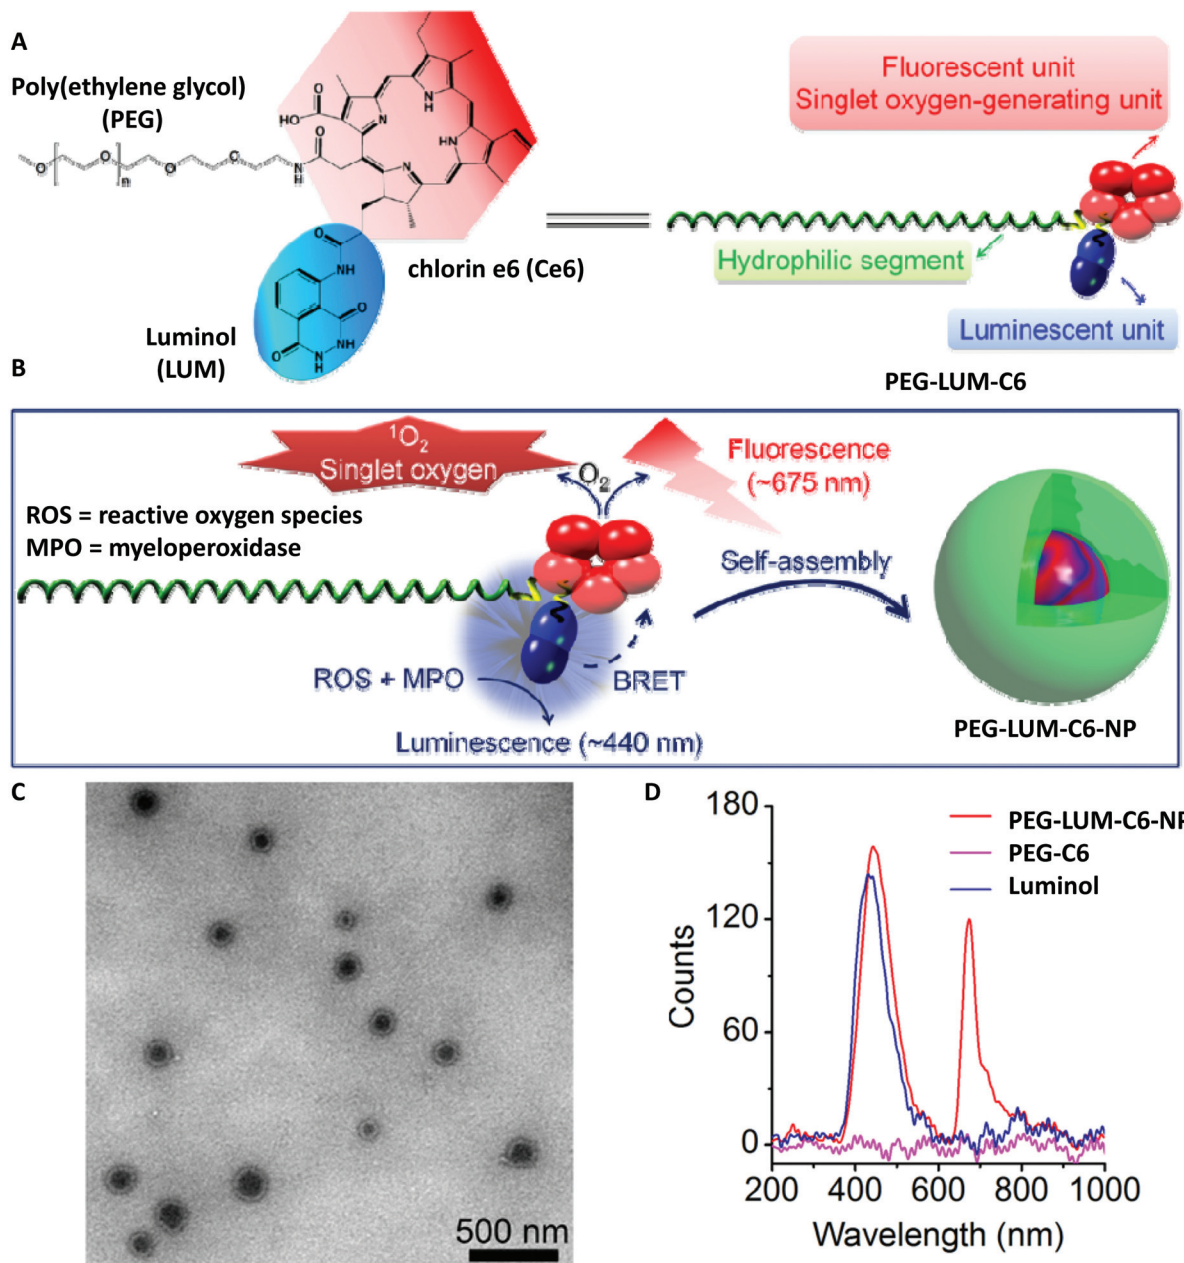 A
Poly(ethylene glycol)
(PEG)
O
O
n
O
O
N
H
O
HO
O
N
NH
HN
N
chlorin e6 (Ce6)
O
NH
O
NH
N
H
O
Luminol
(LUM)
Fluorescent unit
Singlet oxygen-generating unit
Hydrophilic segment
Luminescent unit
PEG-LUM-C6
B
¹O₂
Singlet oxygen
O₂
Fluorescence
(~675 nm)
ROS = reactive oxygen species
MPO = myeloperoxidase
Self-assembly
ROS + MPO
BRET
Luminescence (~440 nm)
PEG-LUM-C6-NP
C
500 nm
D
180
120
60
0
Counts
200
400
600
800
1000
Wavelength (nm)
PEG-LUM-C6-NP
PEG-C6
Luminol